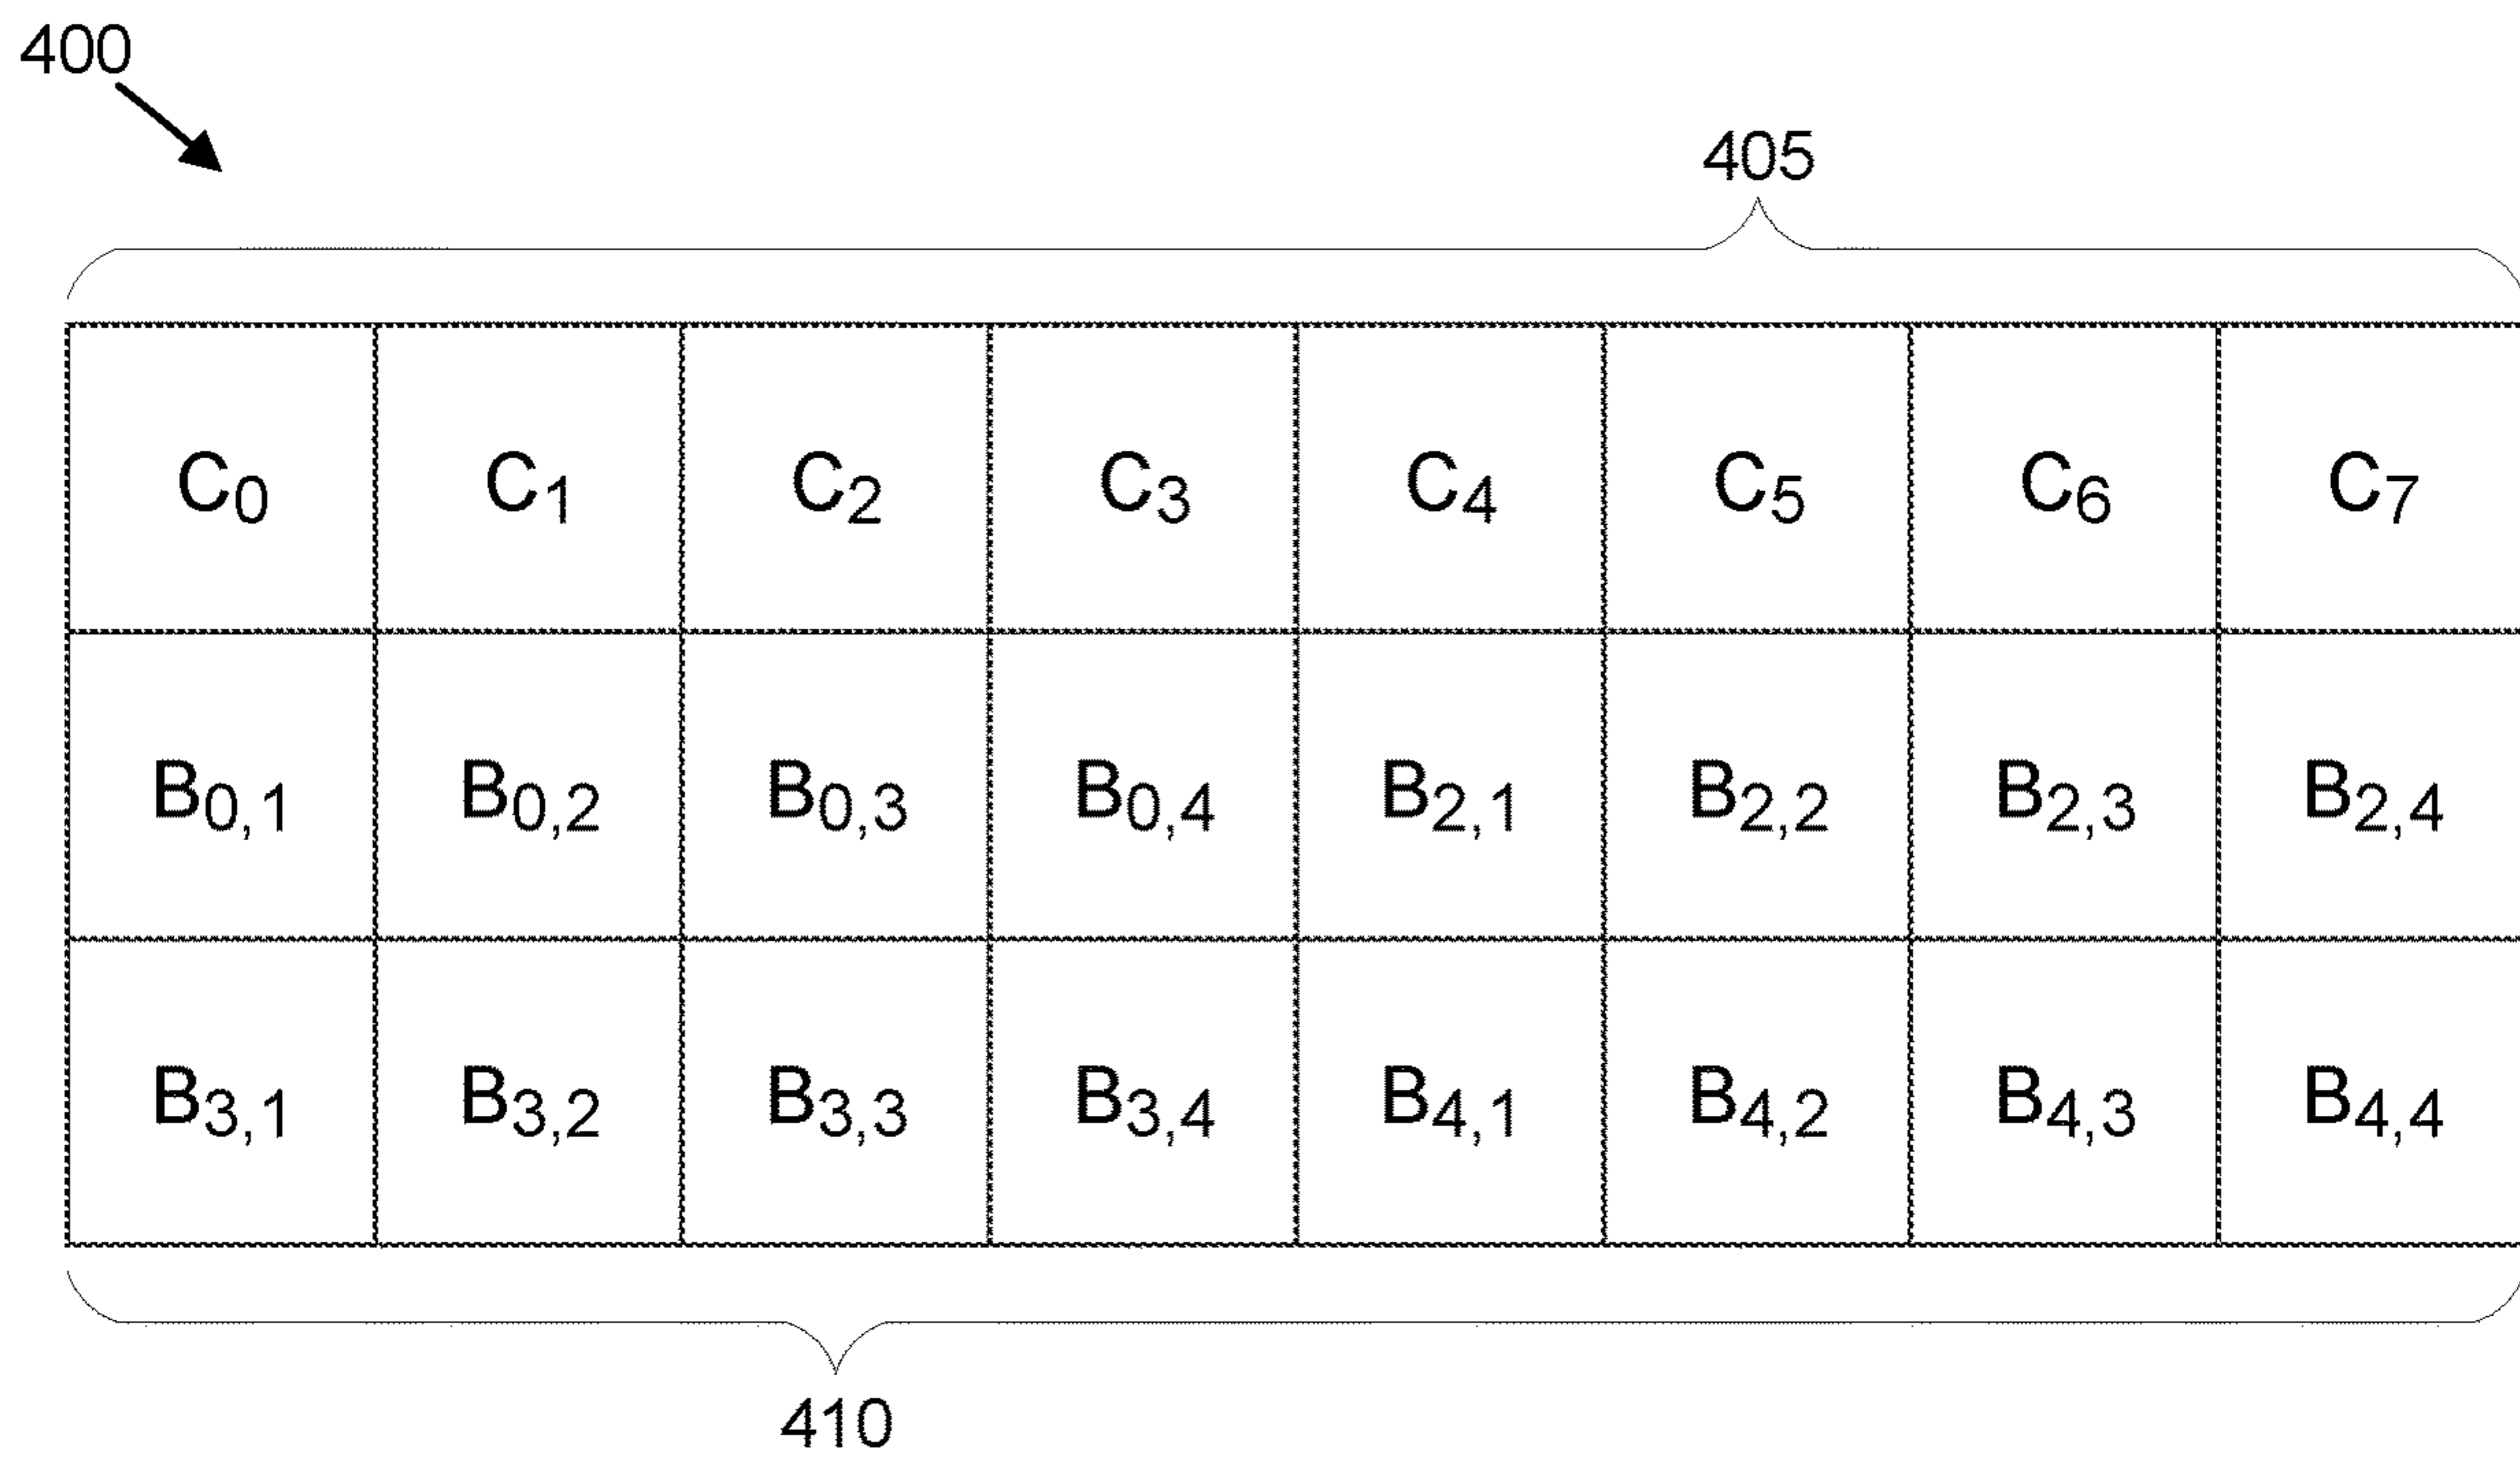 400
405
C0 C1 C2 C3 C4 C5 C6 C7
B0,1 B0,2 B0,3 B0,4 B2,1 B2,2 B2,3 B2,4
B3,1 B3,2 B3,3 B3,4 B4,1 B4,2 B4,3 B4,4
410